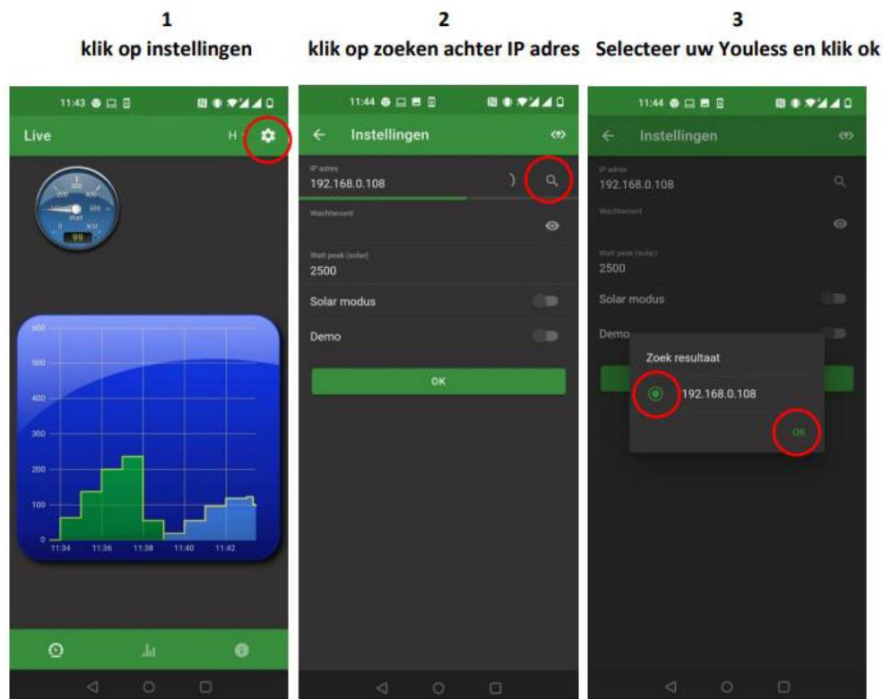 1
klik op instellingen
2
klik op zoeken achter IP adres
3
Selecteer uw Youless en klik ok
11:43
Live
H
Watt
99
600
500
400
300
200
100
0
11:34 11:36 11:38 11:40 11:42
11:44
Instellingen
IP adres
192.168.0.108
Wachtwoord
Watt peak (solar)
2500
Solar modus
Demo
OK
11:44
Instellingen
IP adres
192.168.0.108
Wachtwoord
Watt peak (solar)
2500
Solar modus
Demo
Zoek resultaat
192.168.0.108
OK